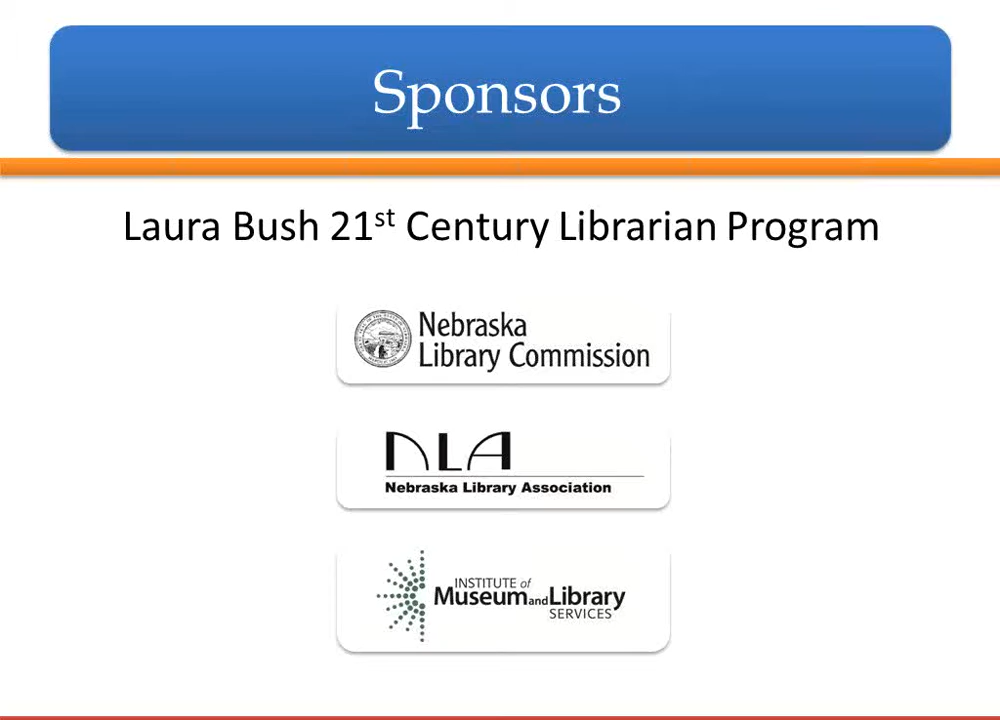 Sponsors
Laura Bush 21st Century Librarian Program
Nebraska
Library Commission
NLA
Nebraska Library Association
INSTITUTE of
Museum and Library
SERVICES